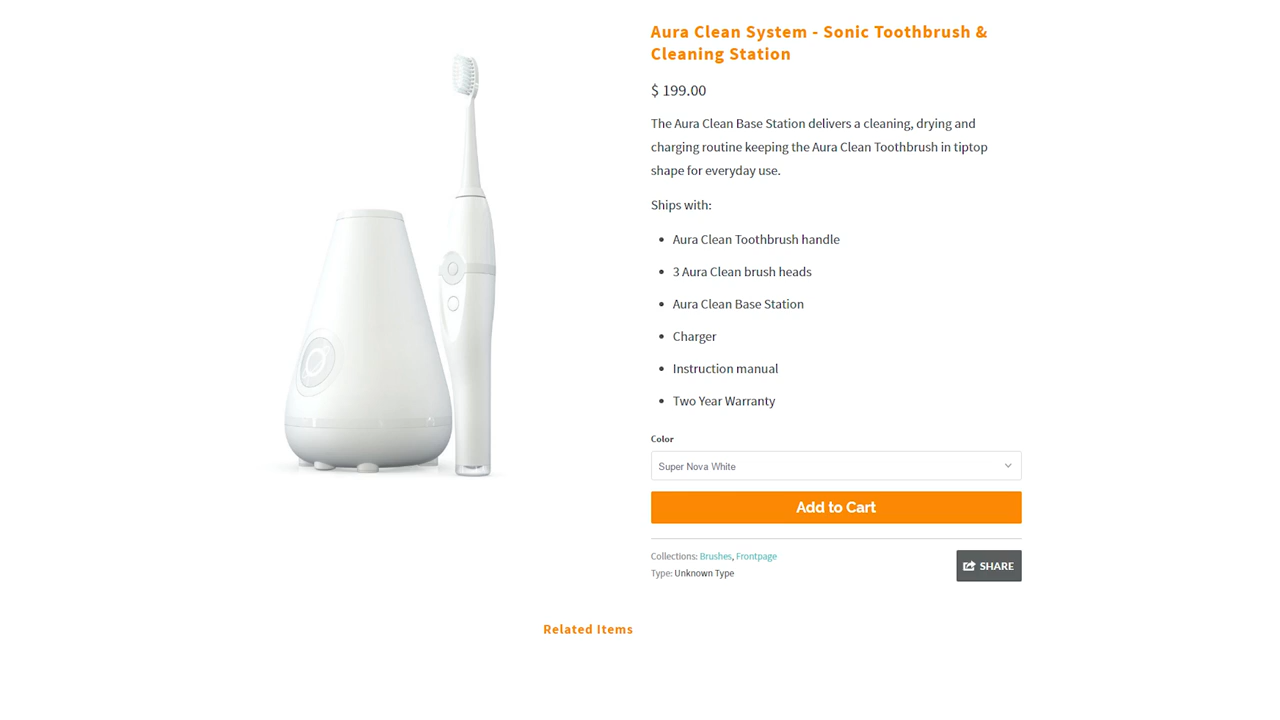 Aura Clean System - Sonic Toothbrush &
Cleaning Station
$ 199.00
The Aura Clean Base Station delivers a cleaning, drying and
charging routine keeping the Aura Clean Toothbrush in tiptop
shape for everyday use.
Ships with:
• Aura Clean Toothbrush handle
• 3 Aura Clean brush heads
• Aura Clean Base Station
• Charger
• Instruction manual
• Two Year Warranty
Color
Super Nova White
Add to Cart
Collections: Brushes, Frontpage
Type: Unknown Type
SHARE
Related Items